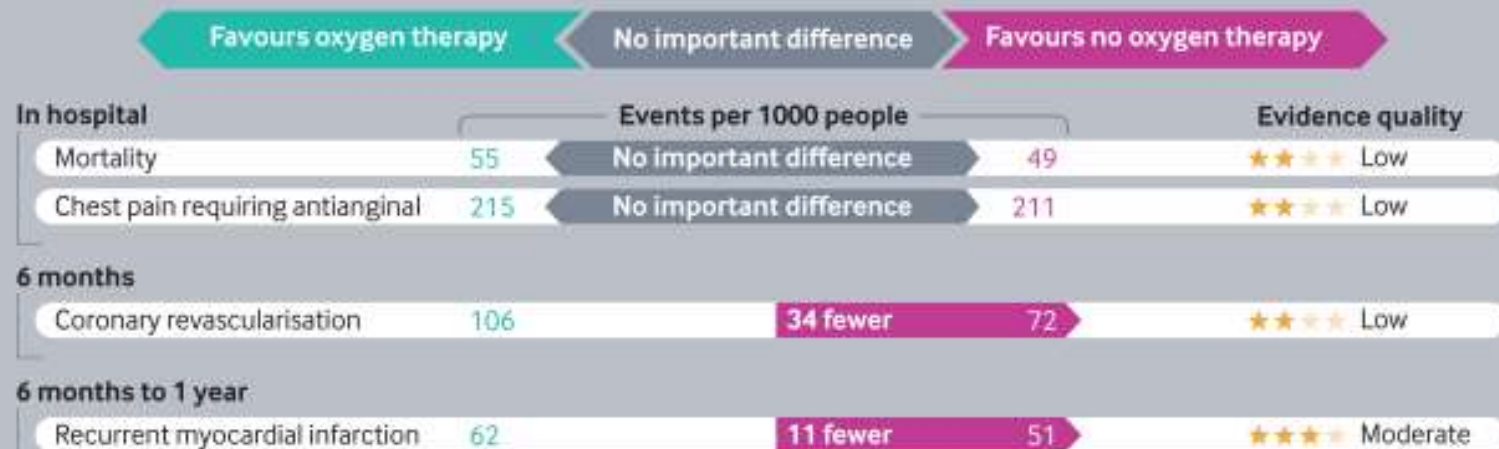 Favours oxygen therapy No important difference Favours no oxygen therapy
In hospital Events per 1000 people Evidence quality
Mortality 55 No important difference 49 Low
Chest pain requiring antianginal 215 No important difference 211 Low
6 months
Coronary revascularisation 106 34 fewer 72 Low
6 months to 1 year
Recurrent myocardial infarction 62 11 fewer 51 Moderate